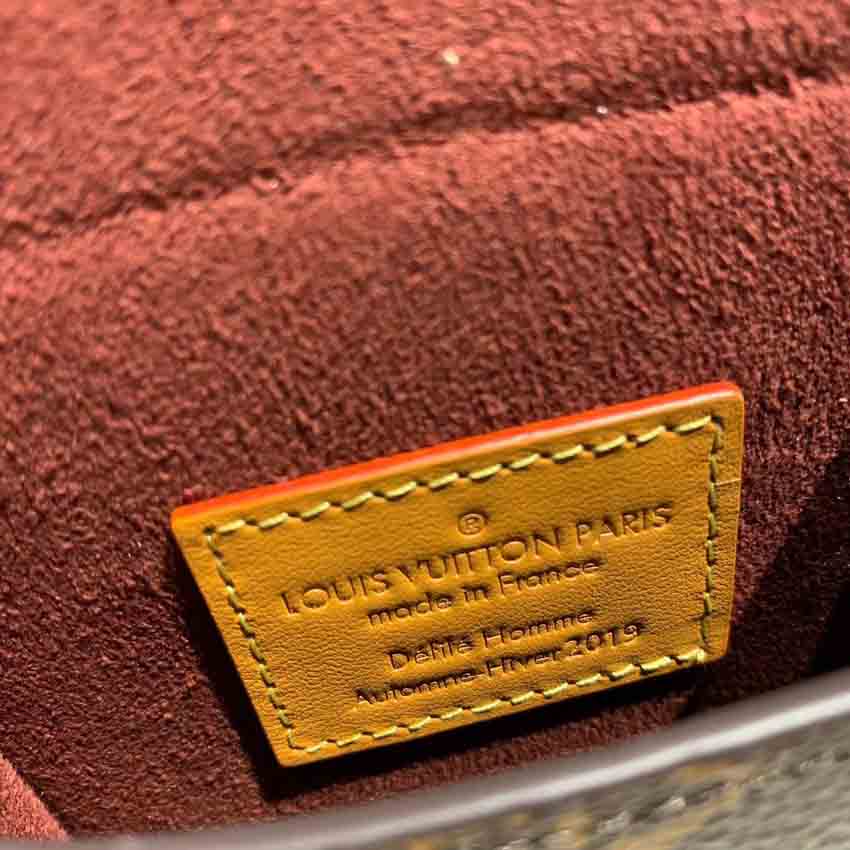 ®
LOUIS VUITTON PARIS
made in France
Défilé Homme
Automne-Hiver 2019